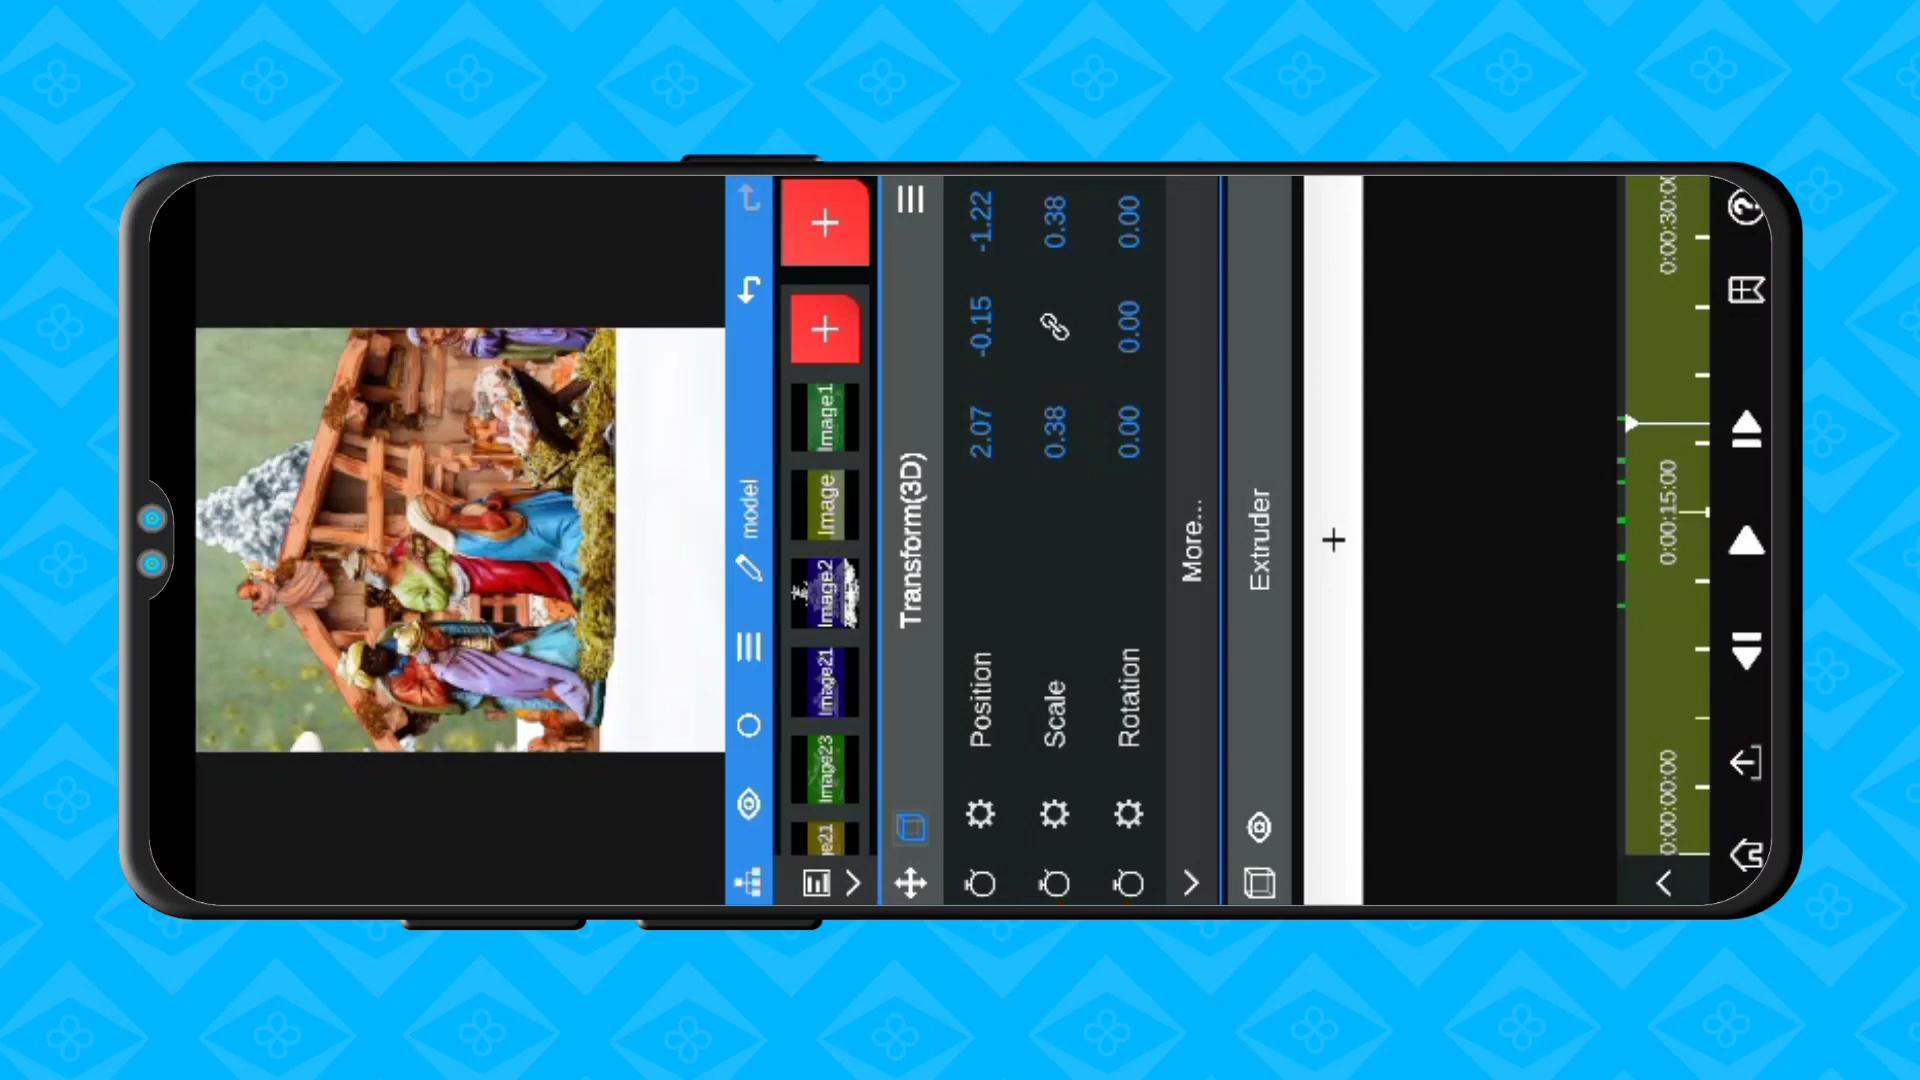 model
Image1
Image
Image2
Image21
Image23
e21
Transform(3D)
Position 2.07 -0.15 -1.22
Scale 0.38 0.38
Rotation 0.00 0.00 0.00
More...
Extruder
+
0:00:00:00 0:00:15:00 0:00:30:00